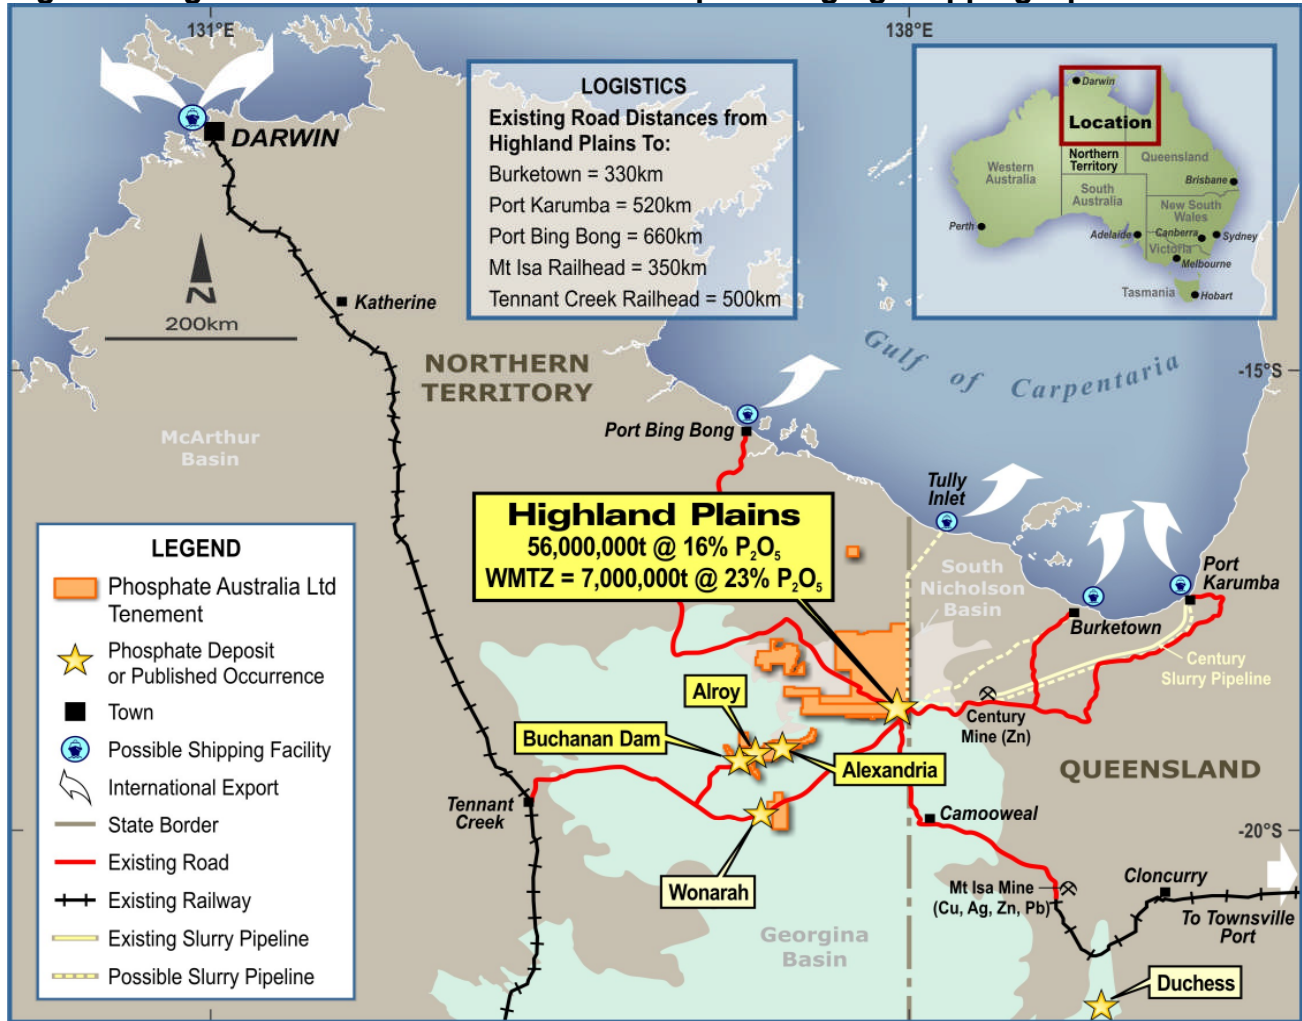 131°E
138°E
LOGISTICS
Existing Road Distances from
Highland Plains To:
Burketown = 330km
Port Karumba = 520km
Port Bing Bong = 660km
Mt Isa Railhead = 350km
Tennant Creek Railhead = 500km
Darwin
Location
Northern
Territory
Western
Australia
Queensland
South
Australia
Brisbane
New South
Wales
Perth
Adelaide
Canberra
Sydney
Victoria
Melbourne
Tasmania
Hobart
DARWIN
N
200km
Katherine
NORTHERN
TERRITORY
Gulf of Carpentaria
-15°S
McArthur
Basin
Port Bing Bong
Tully
Inlet
Highland Plains
56,000,000t @ 16% P₂O₅
WMTZ = 7,000,000t @ 23% P₂O₅
South
Nicholson
Basin
Port
Karumba
Burketown
Century
Slurry Pipeline
LEGEND
Phosphate Australia Ltd
Tenement
Phosphate Deposit
or Published Occurrence
Town
Possible Shipping Facility
International Export
State Border
Existing Road
Existing Railway
Existing Slurry Pipeline
Possible Slurry Pipeline
Alroy
Buchanan Dam
Alexandria
Century
Mine (Zn)
QUEENSLAND
Tennant
Creek
Camooweal
-20°S
Wonarah
Mt Isa Mine
(Cu, Ag, Zn, Pb)
Cloncurry
To Townsville
Port
Georgina
Basin
Duchess